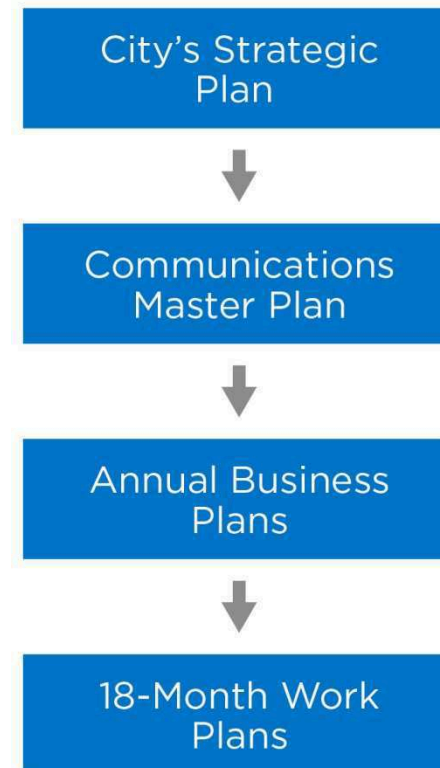 City’s Strategic
Plan
Communications
Master Plan
Annual Business
Plans
18-Month Work
Plans